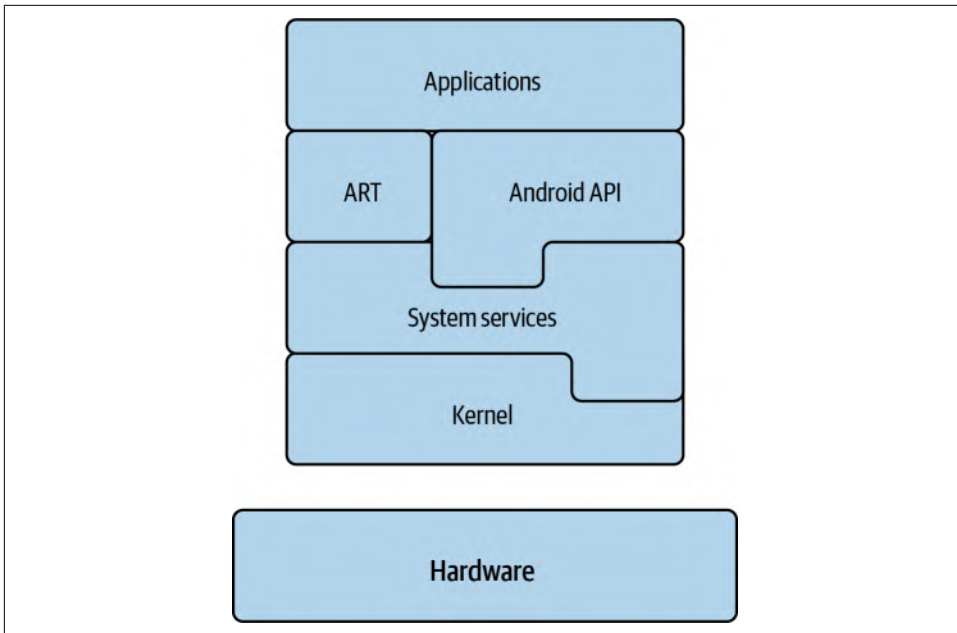 Applications
ART
Android API
System services
Kernel
Hardware